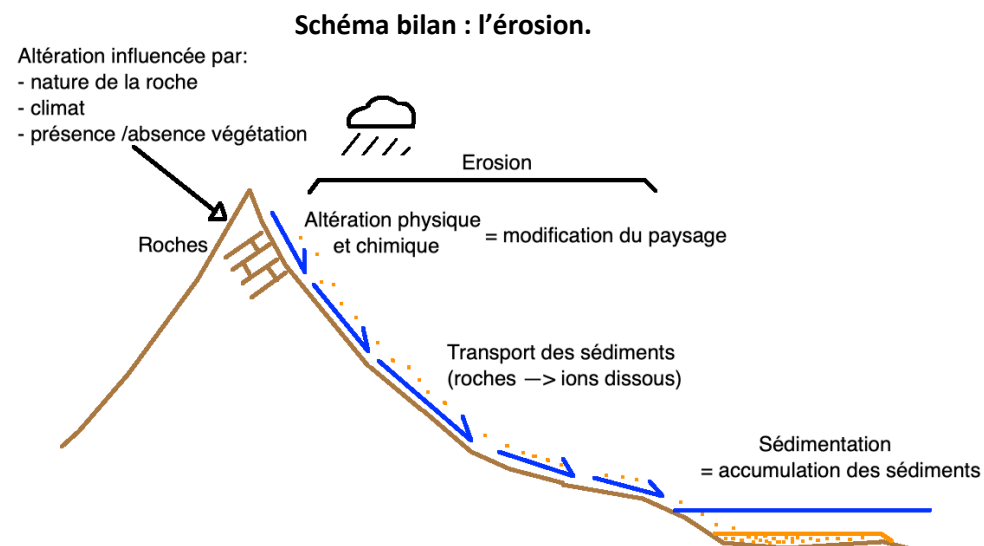 Schéma bilan : l’érosion.
Altération influencée par:
- nature de la roche
- climat
- présence /absence végétation
Erosion
Roches
Altération physique
et chimique
= modification du paysage
Transport des sédiments
(roches —> ions dissous)
Sédimentation
= accumulation des sédiments